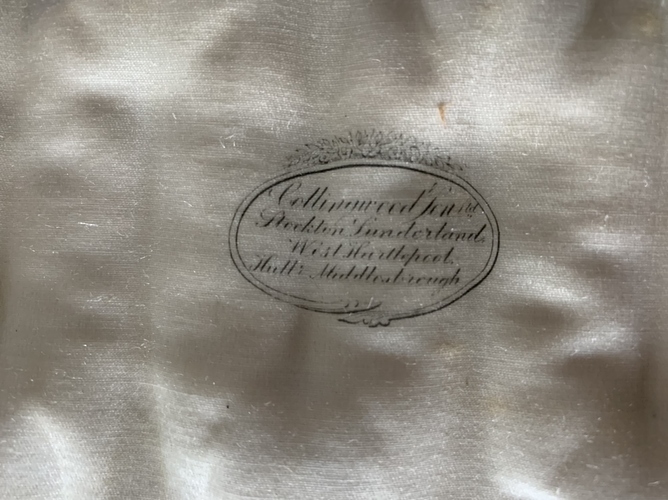 Collingwood & Son Ltd
Stockton Sunderland,
West Hartlepool,
Hull & Middlesbrough